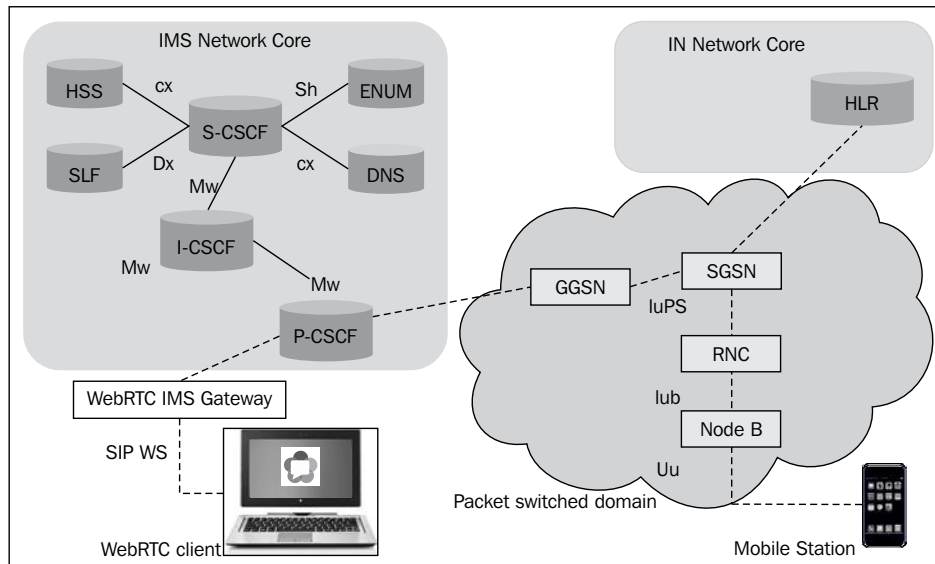 IMS Network Core
IN Network Core
HSS
cx
Sh
ENUM
HLR
S-CSCF
SLF
Dx
cx
DNS
Mw
I-CSCF
Mw
Mw
GGSN
SGSN
IuPS
P-CSCF
RNC
WebRTC IMS Gateway
Iub
Node B
SIP WS
Uu
Packet switched domain
WebRTC client
Mobile Station